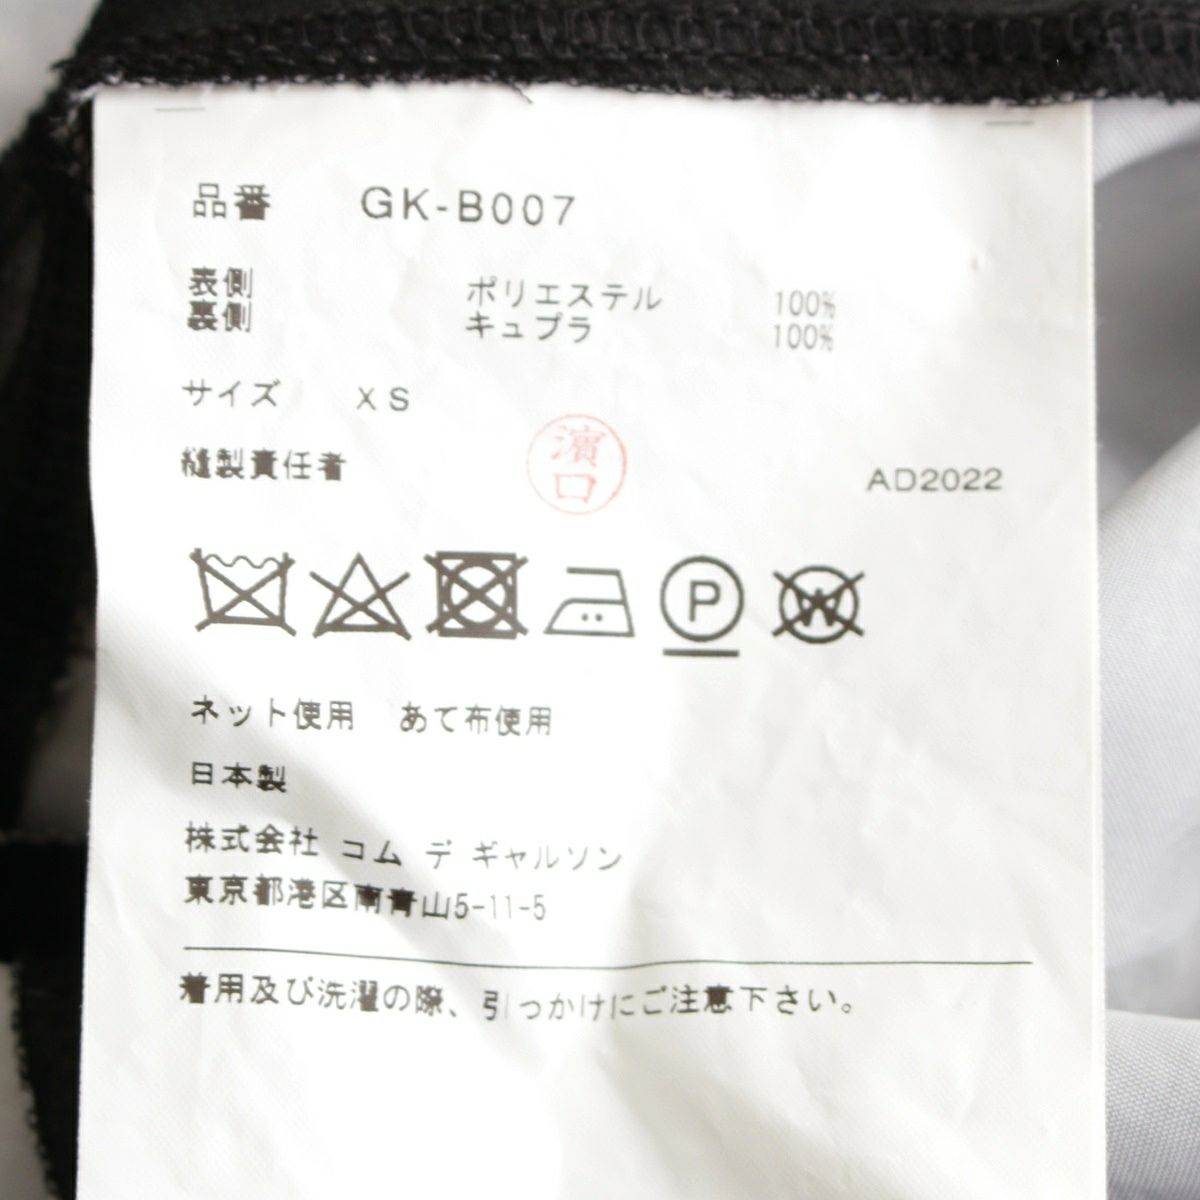 品番 GK-B007
表側 ポリエステル 100%
裏側 キュプラ 100%
サイズ XS
縫製責任者 濱口 AD2022
P W
ネット使用 あて布使用
日本製
株式会社 コム デ ギャルソン
東京都港区南青山5-11-5
着用及び洗濯の際、引っかけにご注意下さい。